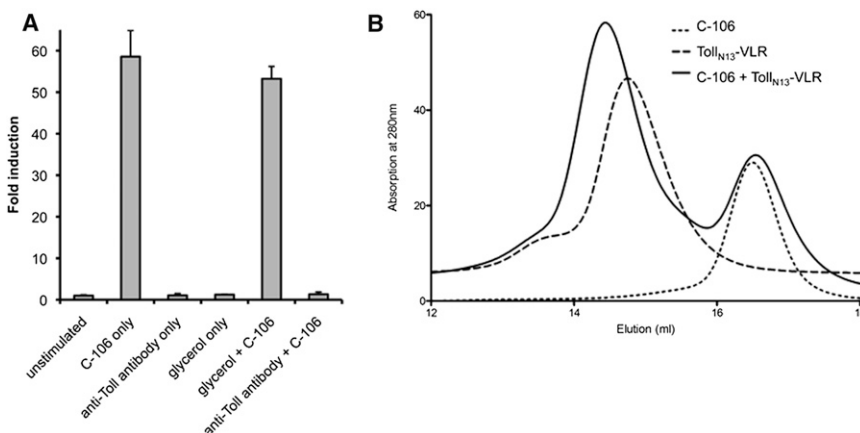 A
Fold induction
60
50
40
30
20
10
0
unstimulated
C-106 only
anti-Toll antibody only
glycerol only
glycerol + C-106
anti-Toll antibody + C-106
B
C-106
TollN13-VLR
C-106 + TollN13-VLR
Absorption at 280nm
60
40
20
0
12
14
16
Elution (ml)